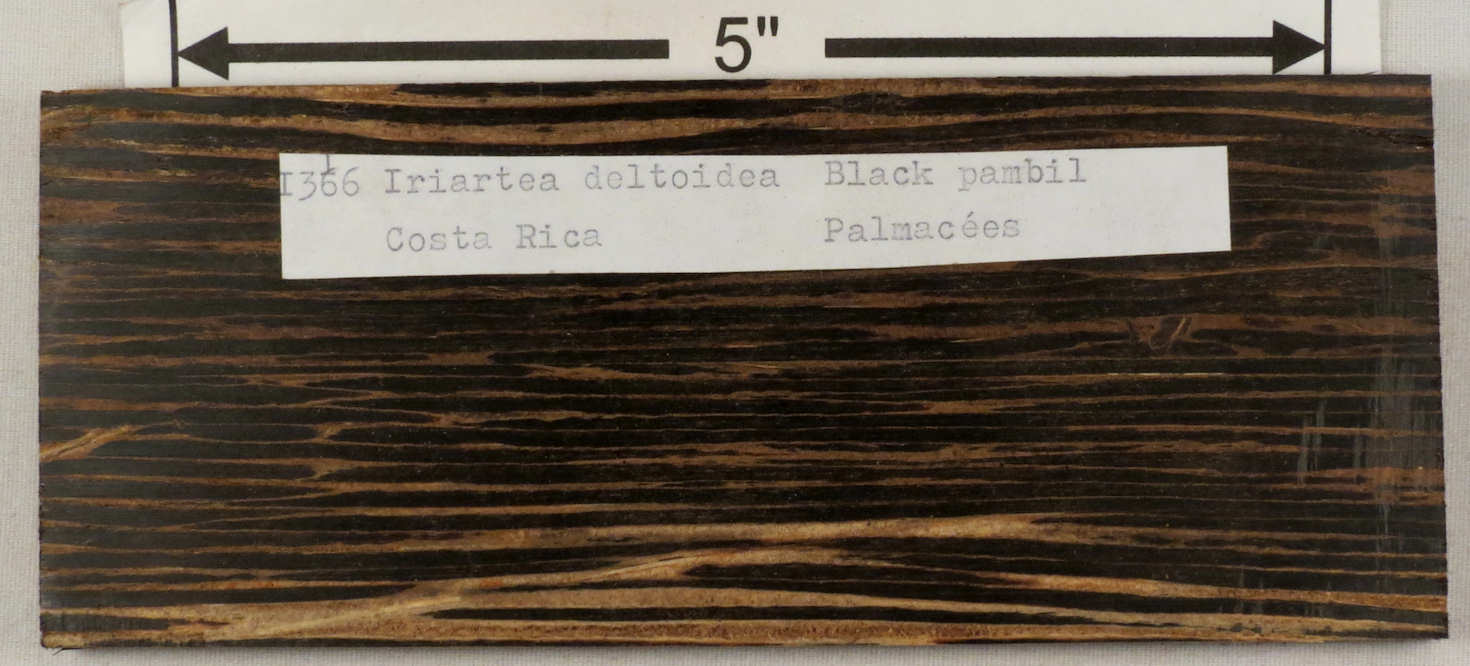 5"
I366 Iriartea deltoidea Black pambil
Costa Rica Palmacées